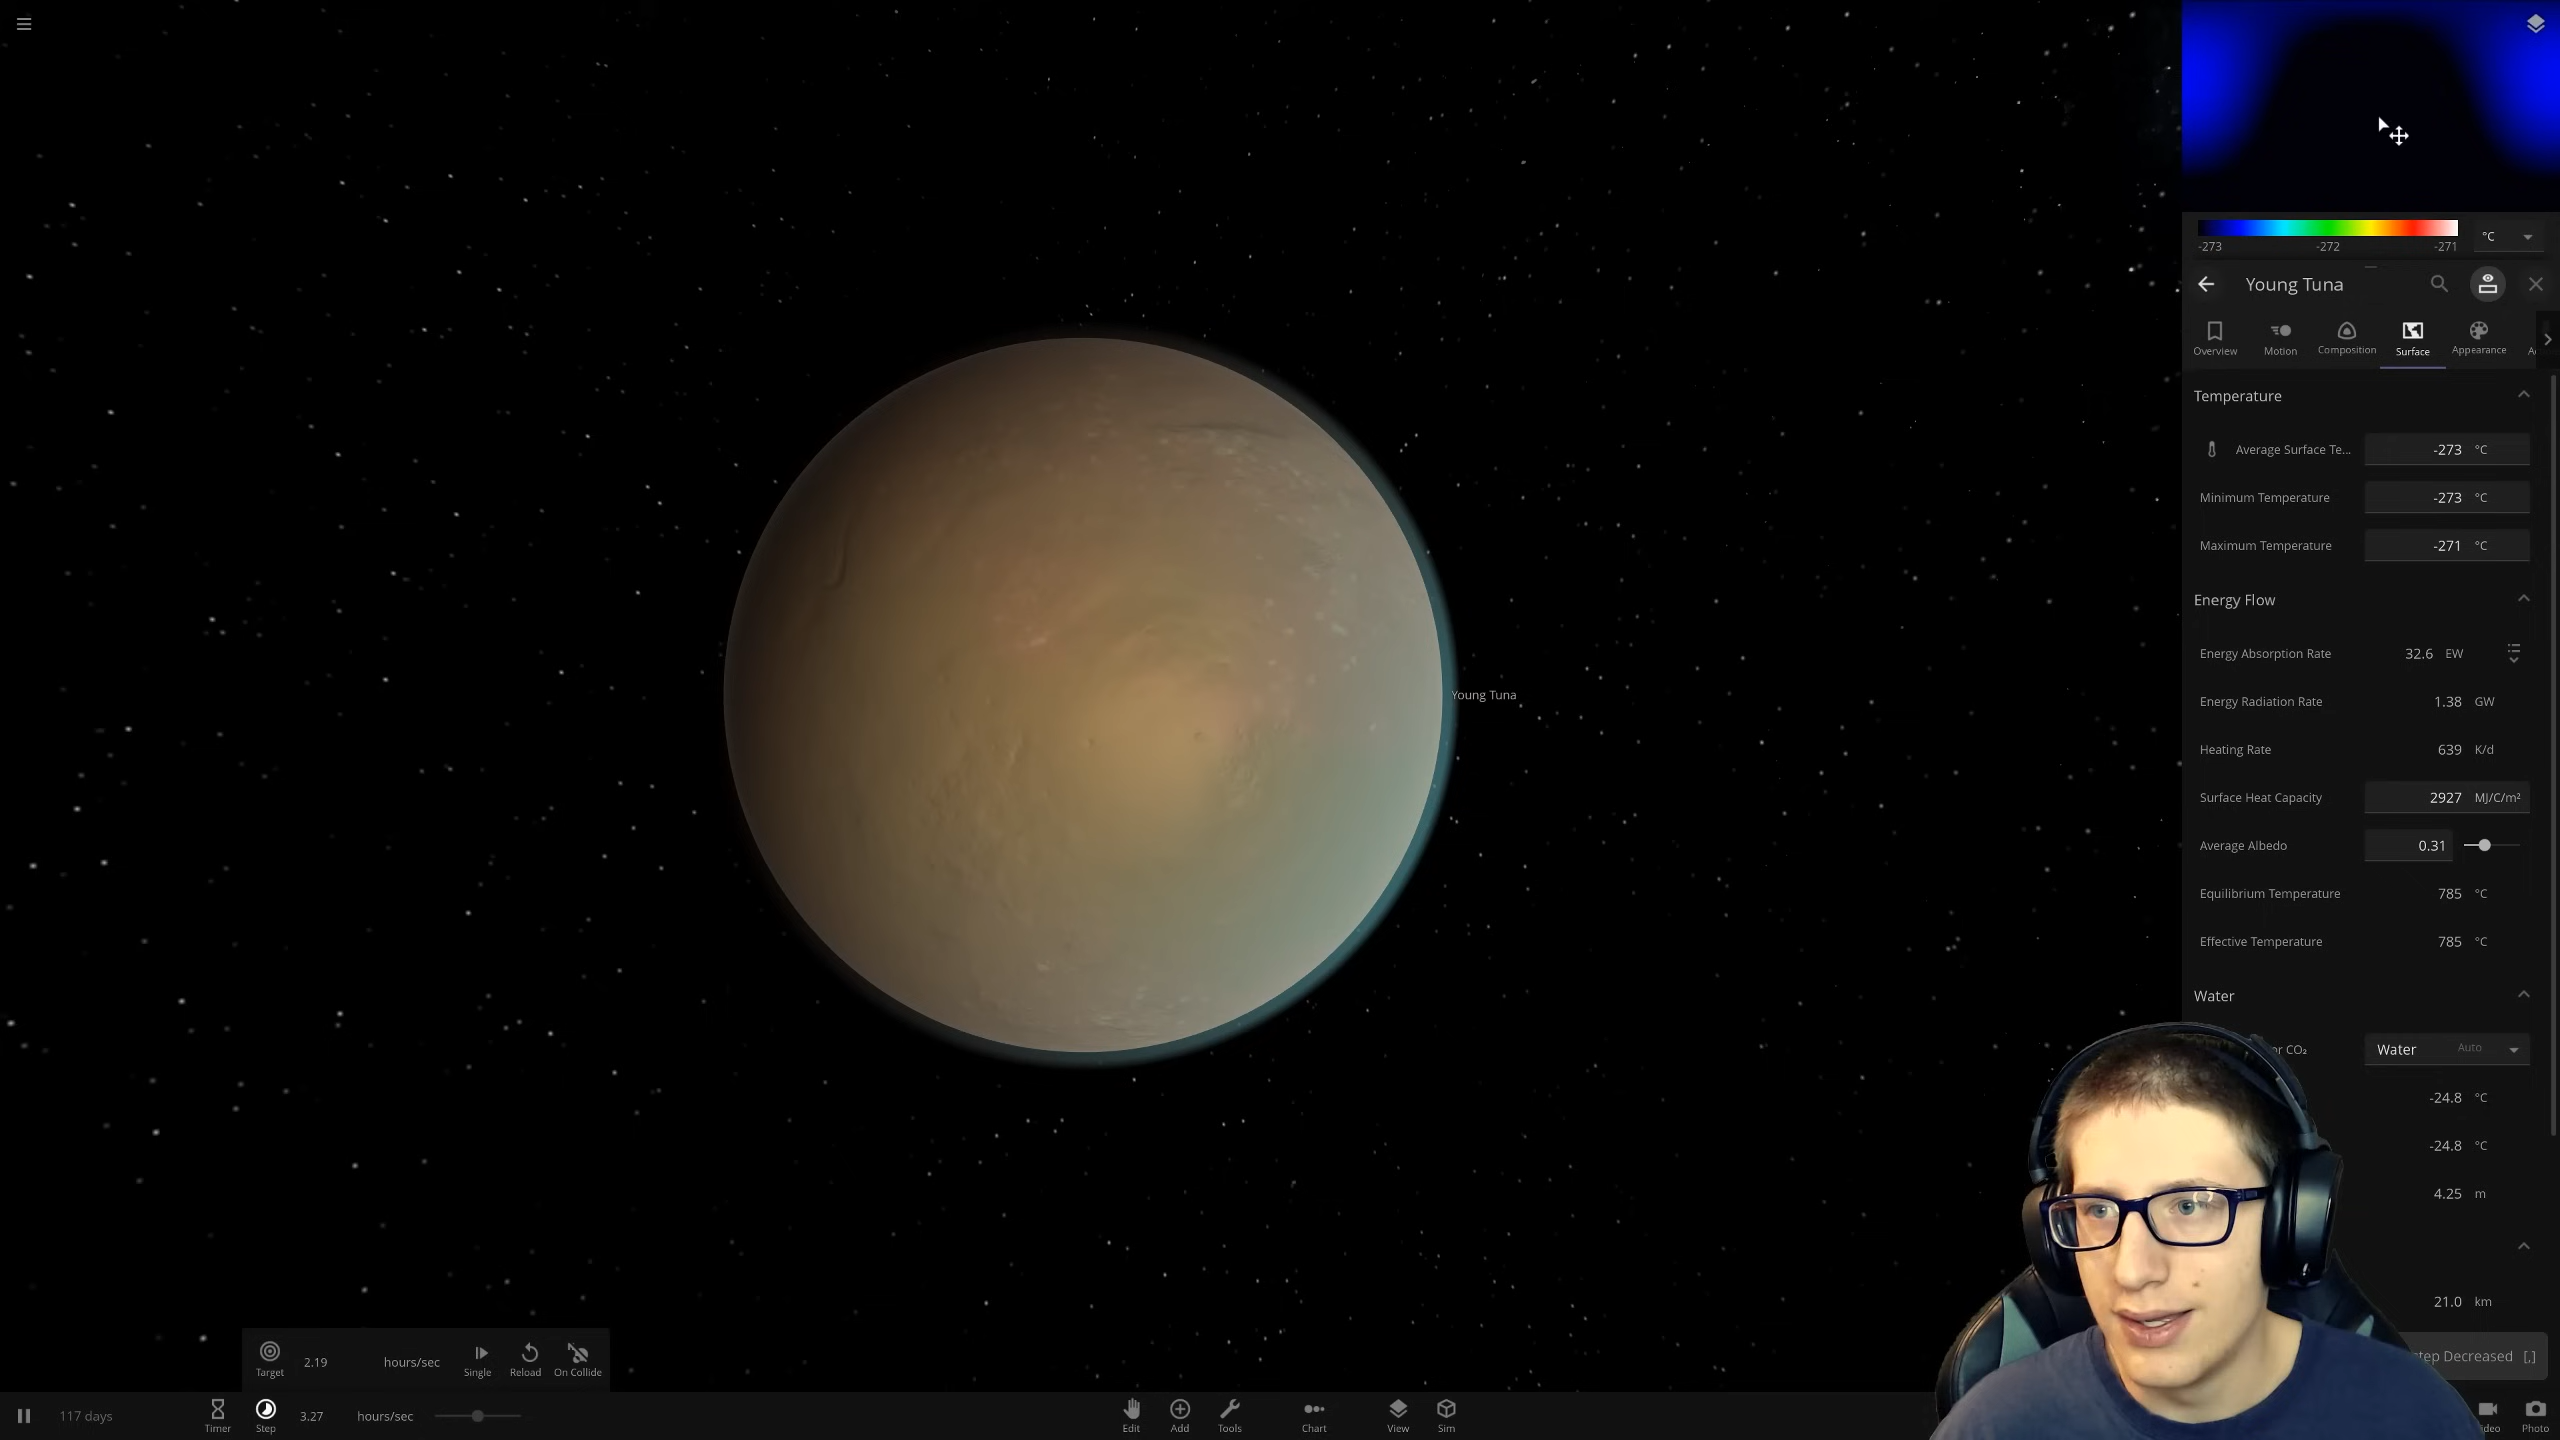 -273 -272 -271 °C
Young Tuna
Overview Motion Composition Surface Appearance
Temperature
Average Surface Te... -273 °C
Minimum Temperature -273 °C
Maximum Temperature -271 °C
Energy Flow
Energy Absorption Rate 32.6 EW
Energy Radiation Rate 1.38 GW
Young Tuna
Heating Rate 639 K/d
Surface Heat Capacity 2927 MJ/C/m²
Average Albedo 0.31
Equilibrium Temperature 785 °C
Effective Temperature 785 °C
Water
or CO₂ Water Auto
-24.8 °C
-24.8 °C
4.25 m
21.0 km
Decreased [,]
Target 2.19 hours/sec Single Reload On Collide
117 days Timer Step 3.27 hours/sec Edit Add Tools Chart View Sim Photo